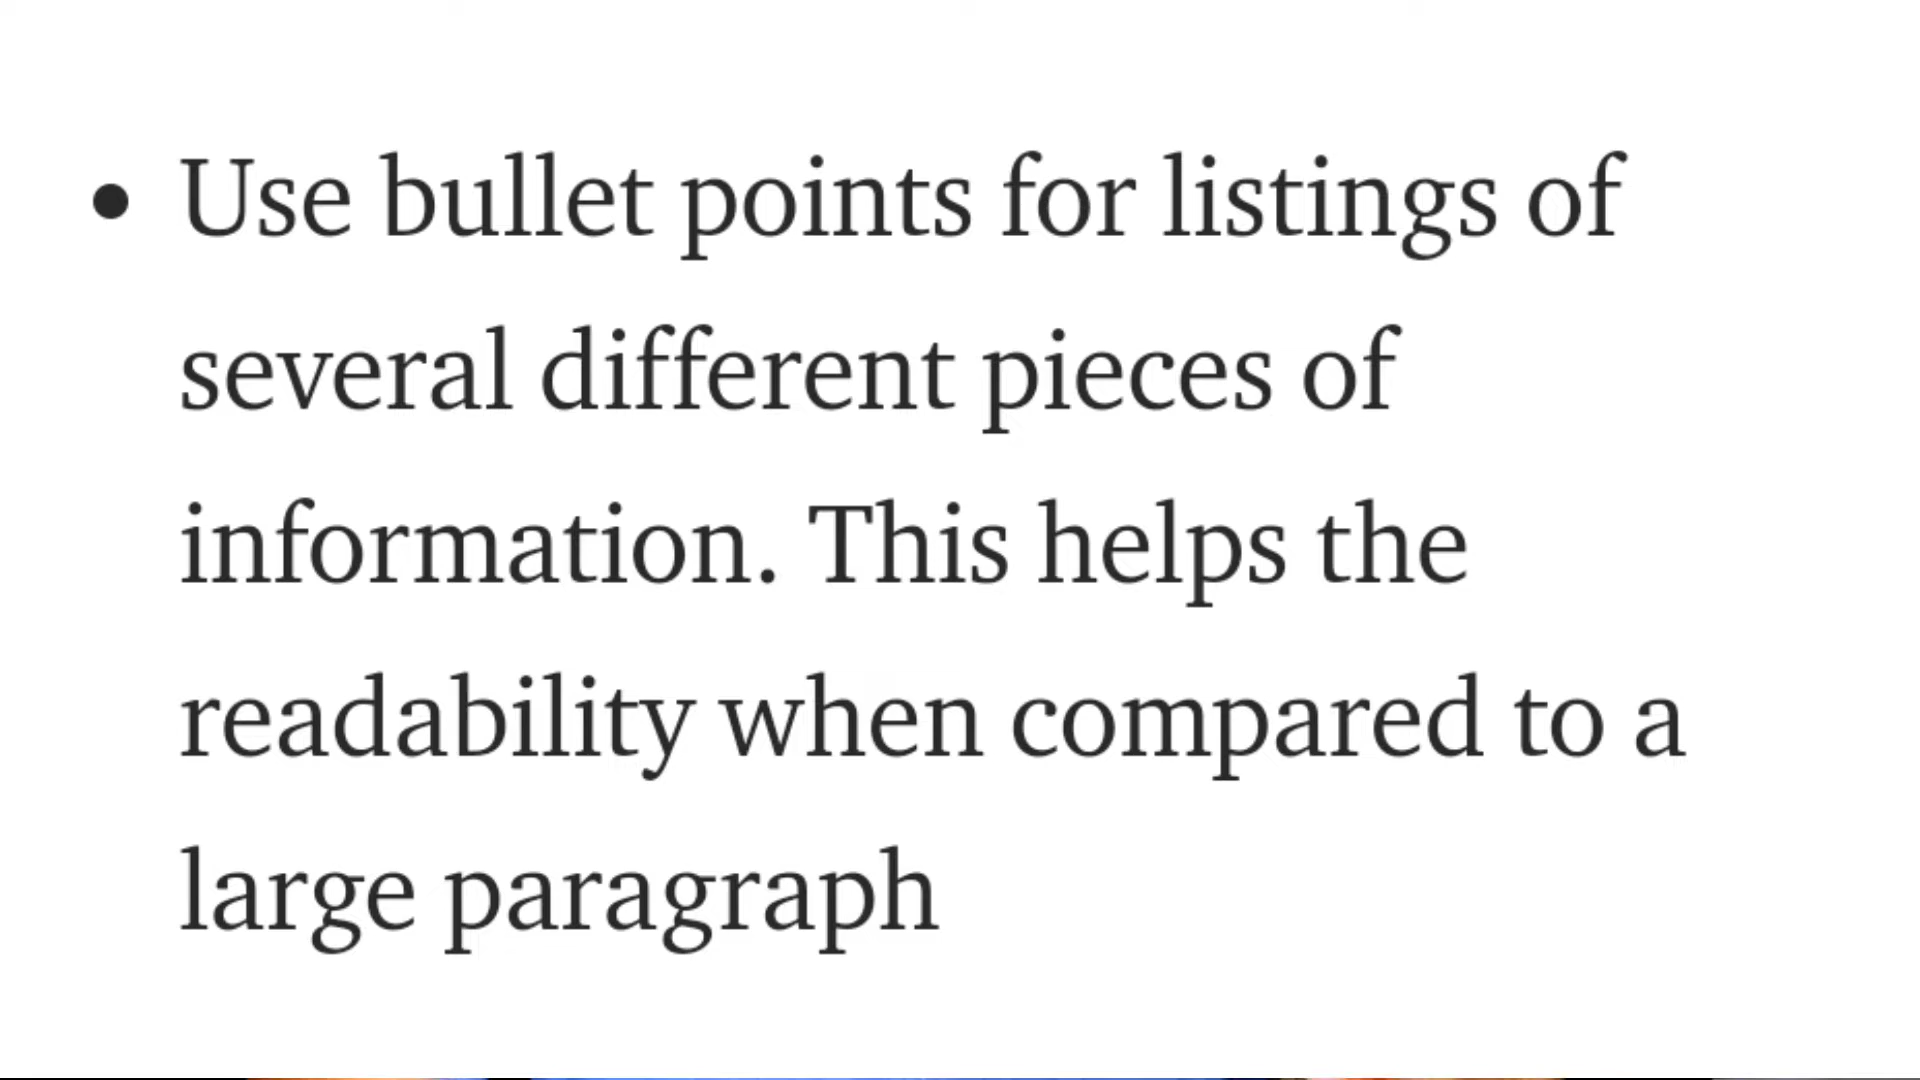 • Use bullet points for listings of
several different pieces of
information. This helps the
readability when compared to a
large paragraph